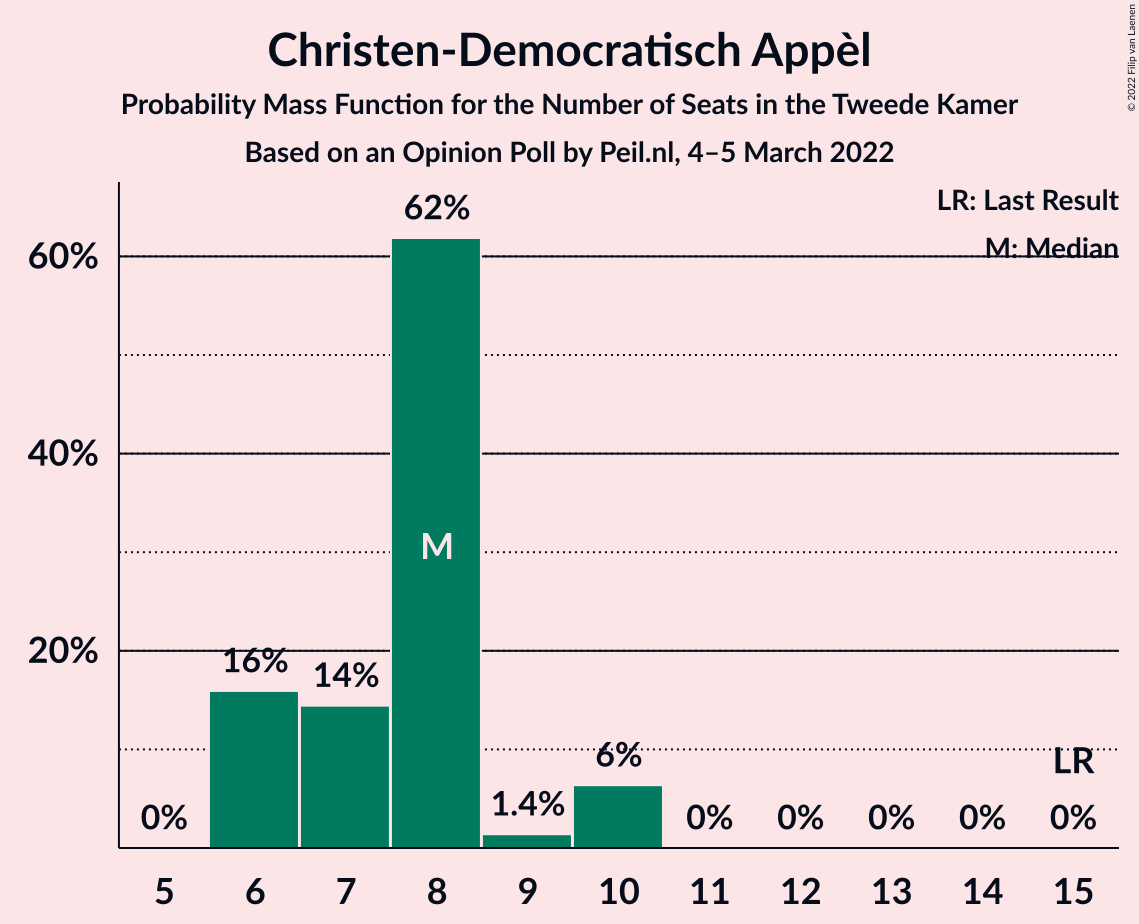 Christen-Democratisch Appèl
Probability Mass Function for the Number of Seats in the Tweede Kamer
Based on an Opinion Poll by Peil.nl, 4–5 March 2022
© 2022 Filip van Laenen
LR: Last Result
M: Median
60%
40%
20%
62%
M
16%
14%
6%
1.4%
LR
0%
0%
0%
0%
0%
0%
5 6 7 8 9 10 11 12 13 14 15